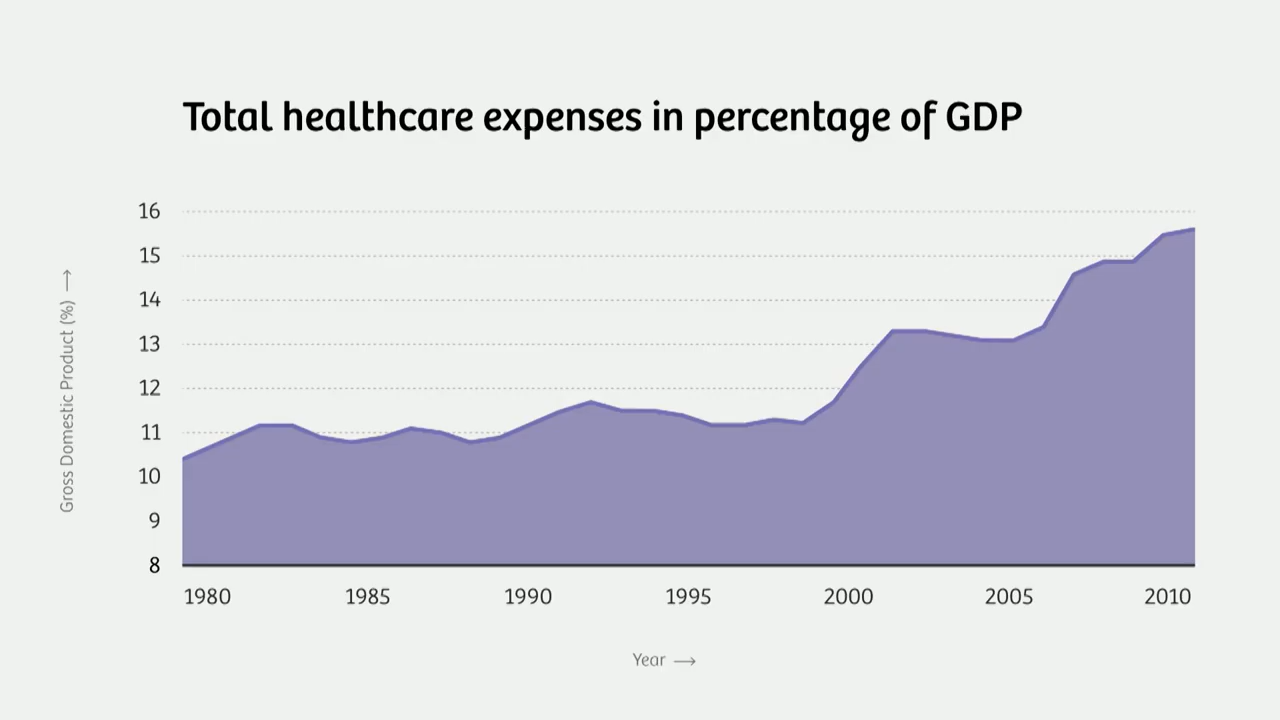 Total healthcare expenses in percentage of GDP
16
15
14
13
12
11
10
9
8
Gross Domestic Product (%) →
1980 1985 1990 1995 2000 2005 2010
Year →